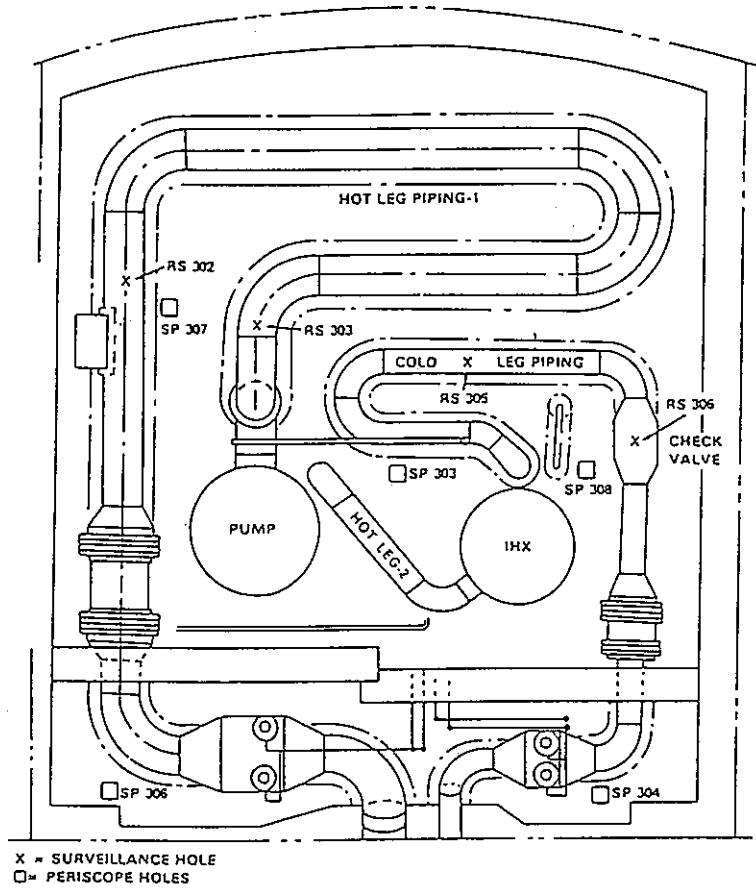 HOT LEG PIPING-1
RS 302
SP 307
RS 303
COLD X LEG PIPING
RS 305
RS 306
CHECK
VALVE
SP 303
SP 308
PUMP
HOT LEG-2
IHX
SP 306
SP 304
X = SURVEILLANCE HOLE
□= PERISCOPE HOLES